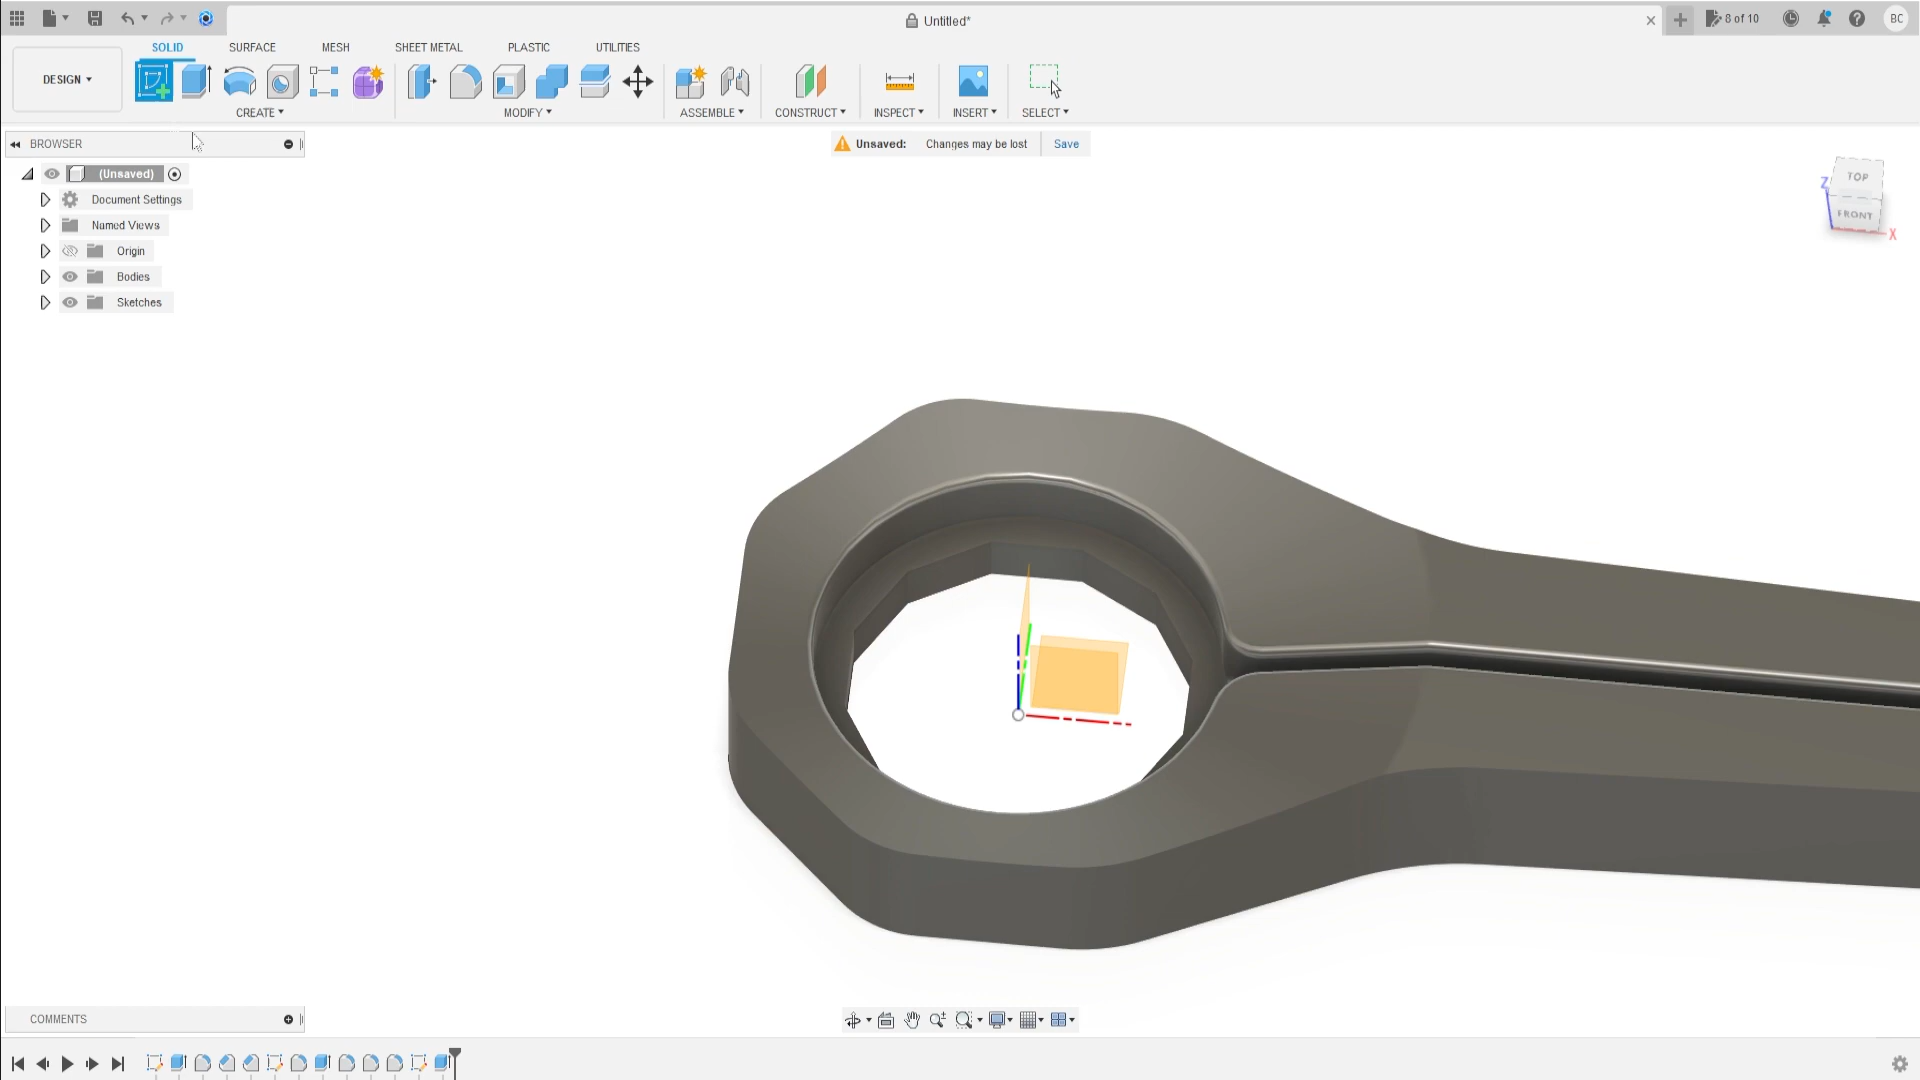 Untitled*
8 of 10
BC
DESIGN
SOLID
SURFACE
MESH
SHEET METAL
PLASTIC
UTILITIES
CREATE
MODIFY
ASSEMBLE
CONSTRUCT
INSPECT
INSERT
SELECT
BROWSER
Unsaved: Changes may be lost Save
(Unsaved)
Document Settings
Named Views
Origin
Bodies
Sketches
TOP
Z
FRONT
X
COMMENTS